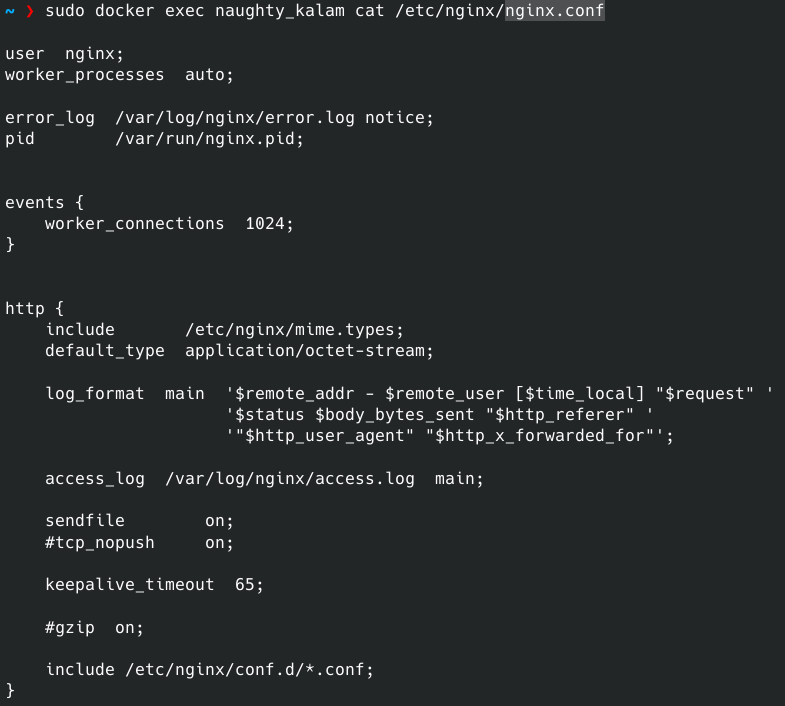 ~ ❯ sudo docker exec naughty_kalam cat /etc/nginx/nginx.conf
user  nginx;
worker_processes  auto;
error_log  /var/log/nginx/error.log notice;
pid        /var/run/nginx.pid;
events {
    worker_connections  1024;
}
http {
    include       /etc/nginx/mime.types;
    default_type  application/octet-stream;
    log_format  main  '$remote_addr - $remote_user [$time_local] "$request" '
                      '$status $body_bytes_sent "$http_referer" '
                      '"$http_user_agent" "$http_x_forwarded_for"';
    access_log  /var/log/nginx/access.log  main;
    sendfile        on;
    #tcp_nopush     on;
    keepalive_timeout  65;
    #gzip  on;
    include /etc/nginx/conf.d/*.conf;
}